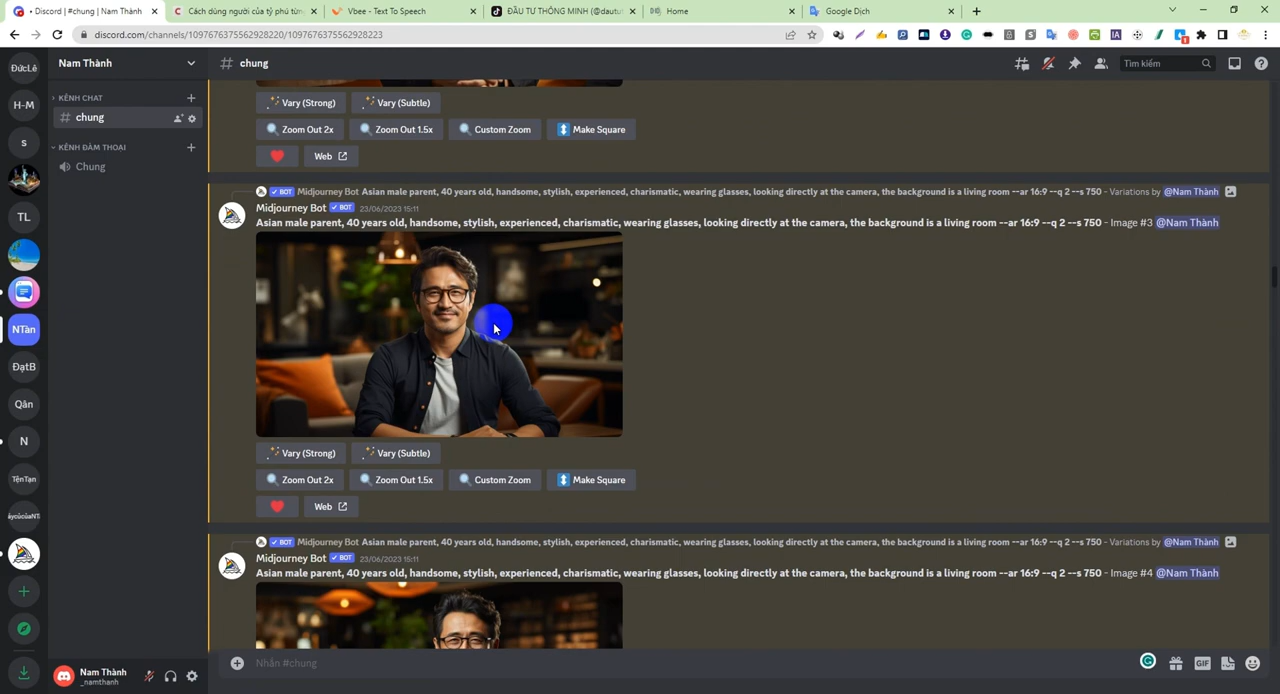 • Discord | #chung | Nam Thành
Cách dùng người của tỷ phú từng
Vbee - Text To Speech
ĐẦU TƯ THÔNG MINH (@dautu
Home
Google Dịch
discord.com/channels/1097676375562928220/1097676375562928223
ĐứcLê
Nam Thành
chung
Tìm kiếm
H-M
KÊNH CHAT
chung
Vary (Strong)
Vary (Subtle)
Zoom Out 2x
Zoom Out 1.5x
Custom Zoom
Make Square
s
KÊNH ĐÀM THOẠI
Chung
Web
TL
BOT Midjourney Bot Asian male parent, 40 years old, handsome, stylish, experienced, charismatic, wearing glasses, looking directly at the camera, the background is a living room --ar 16:9 --q 2 --s 750 - Variations by @Nam Thành
Midjourney Bot BOT 23/06/2023 15:11
Asian male parent, 40 years old, handsome, stylish, experienced, charismatic, wearing glasses, looking directly at the camera, the background is a living room --ar 16:9 --q 2 --s 750 - Image #3 @Nam Thành
NTàn
ĐạtB
Qân
N
Vary (Strong)
Vary (Subtle)
TệnTạn
Zoom Out 2x
Zoom Out 1.5x
Custom Zoom
Make Square
Web
BOT Midjourney Bot Asian male parent, 40 years old, handsome, stylish, experienced, charismatic, wearing glasses, looking directly at the camera, the background is a living room --ar 16:9 --q 2 --s 750 - Variations by @Nam Thành
Midjourney Bot BOT 23/06/2023 15:11
Asian male parent, 40 years old, handsome, stylish, experienced, charismatic, wearing glasses, looking directly at the camera, the background is a living room --ar 16:9 --q 2 --s 750 - Image #4 @Nam Thành
Nam Thành
_namthanh
Nhắn #chung
GIF